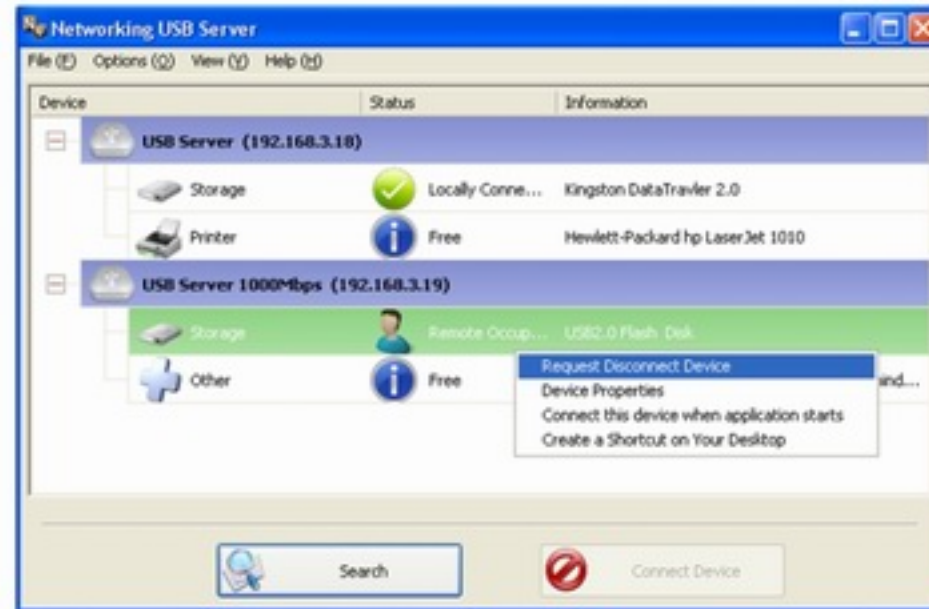 Networking USB Server
File (F) Options (O) View (V) Help (H)
Device Status Information
USB Server (192.168.3.18)
Storage Locally Conne... Kingston DataTravler 2.0
Printer Free Hewlett-Packard hp LaserJet 1010
USB Server 1000Mbps (192.168.3.19)
Storage Remote Occup... USB2.0 Flash Disk
Other Free ind...
Request Disconnect Device
Device Properties
Connect this device when application starts
Create a Shortcut on Your Desktop
Search Connect Device